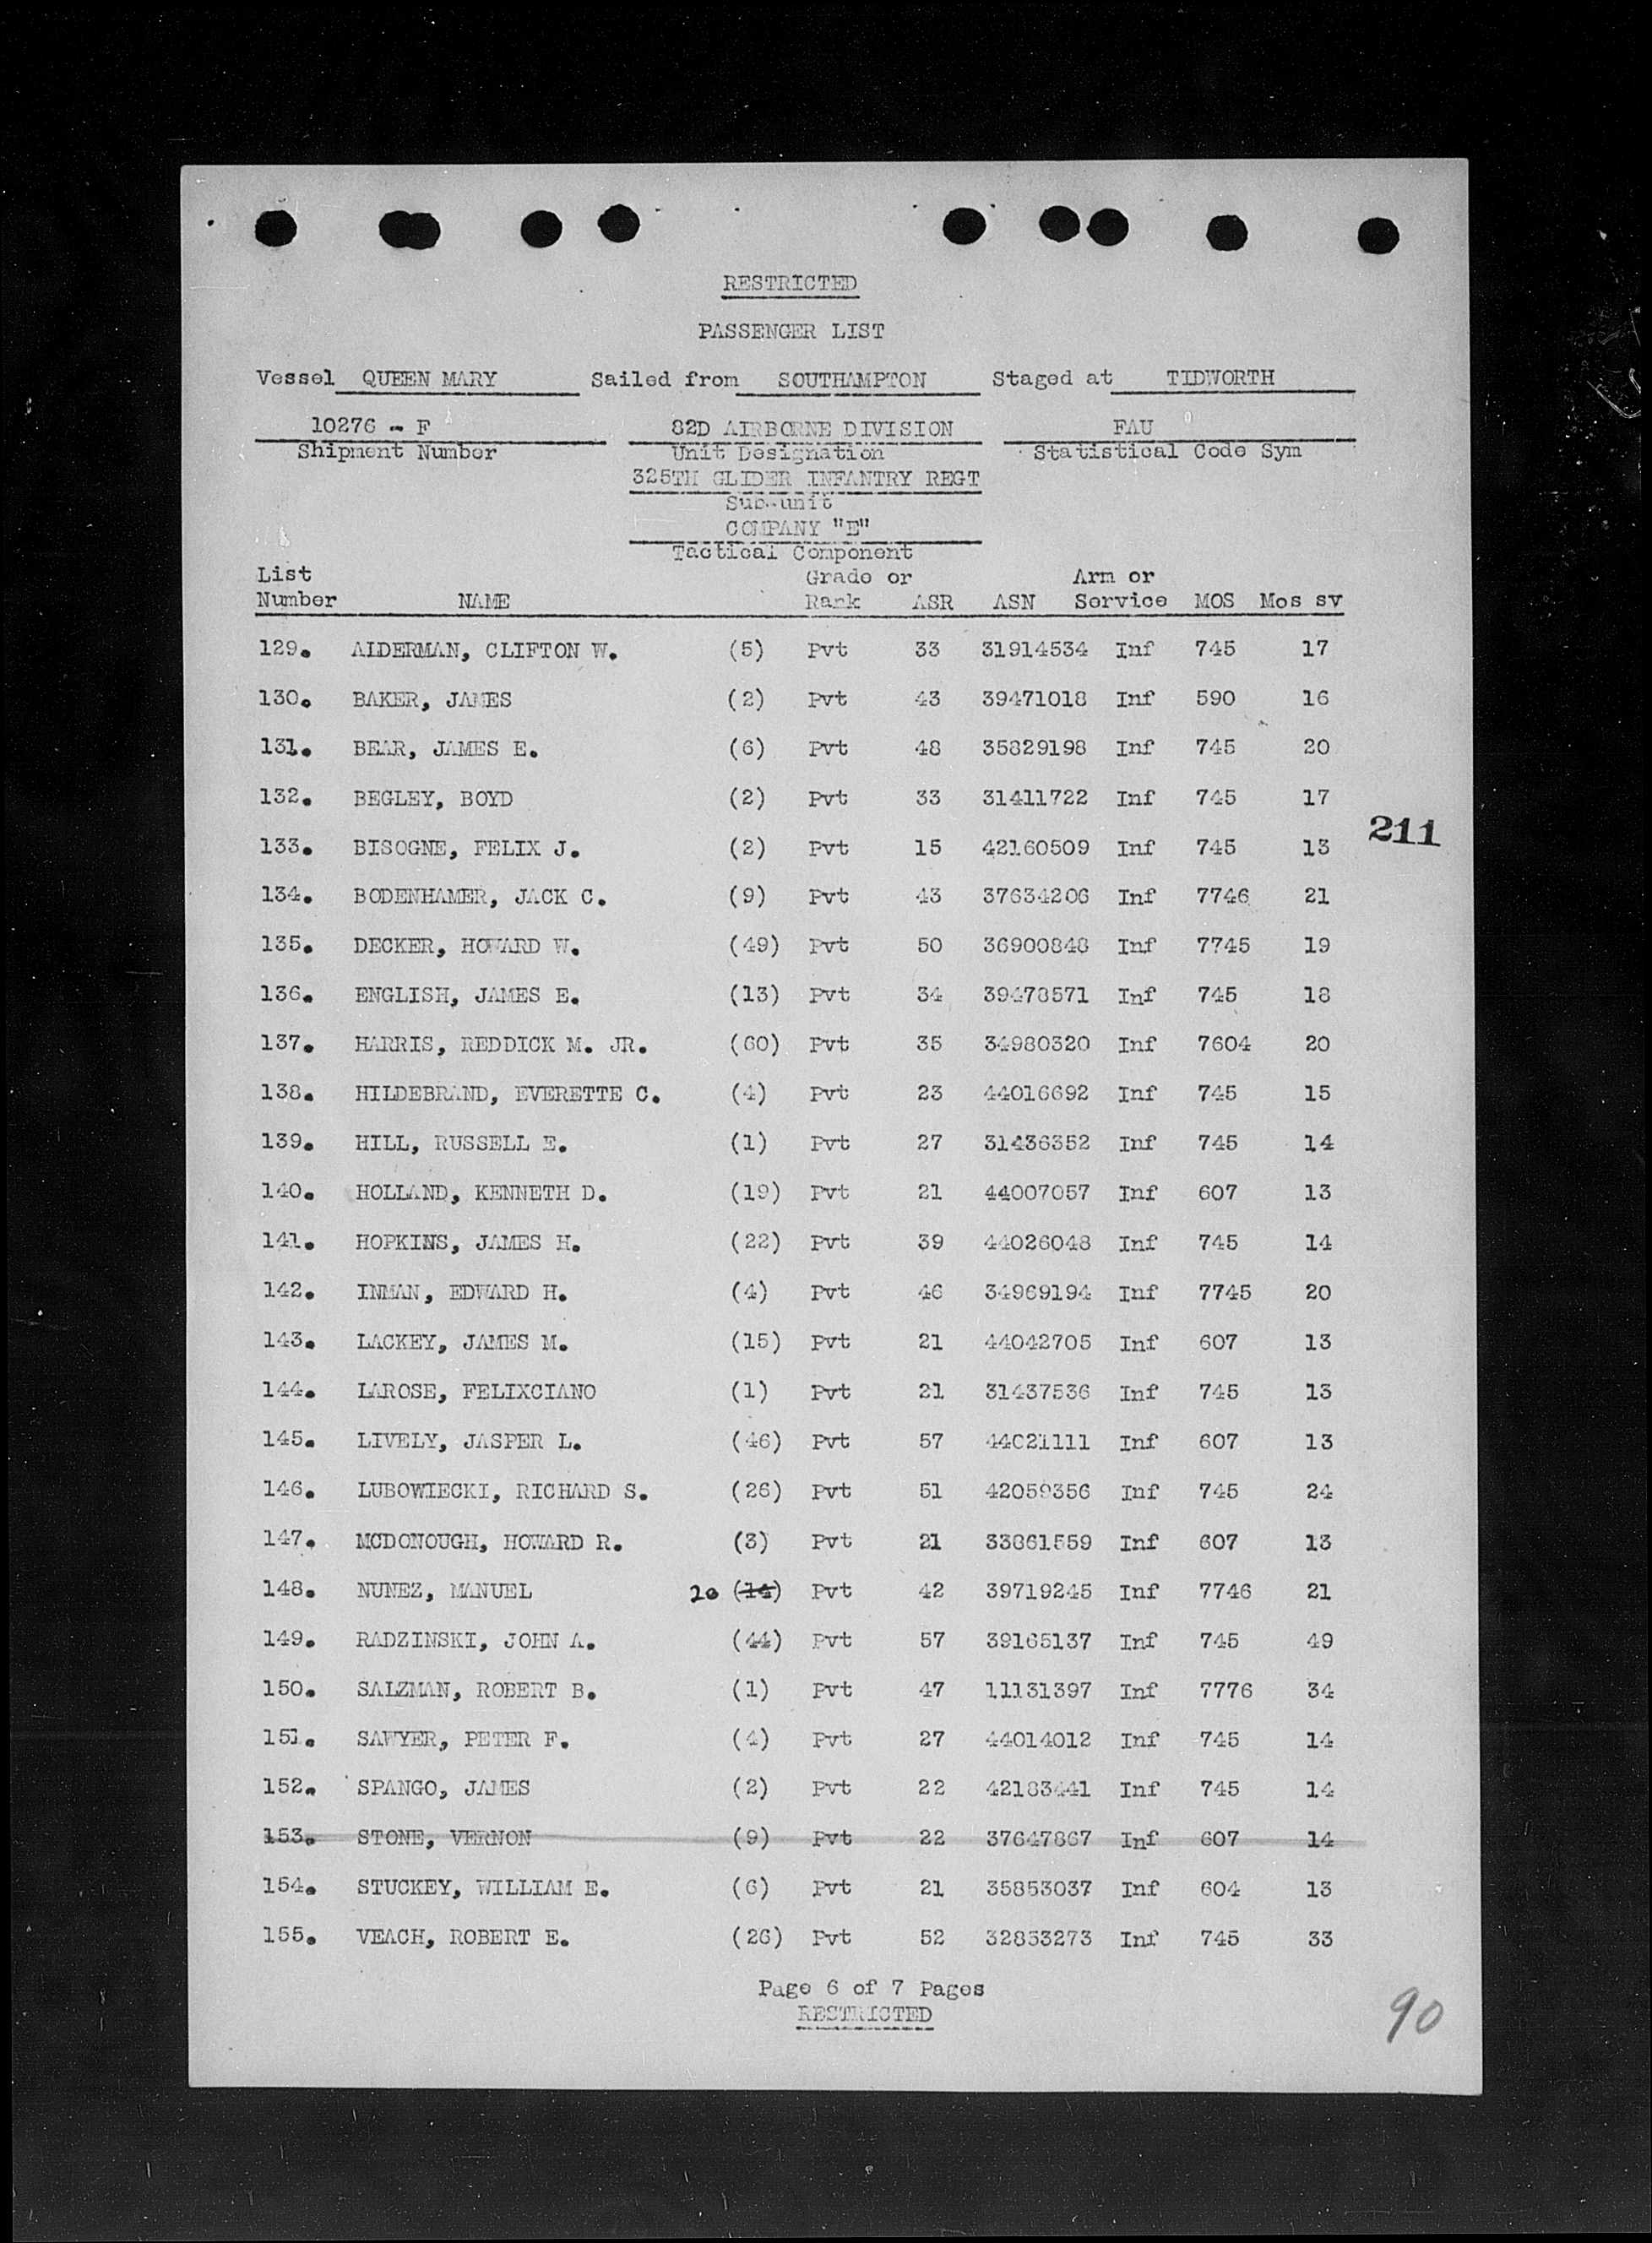 RESTRICTED
PASSENGER LIST
Vessel QUEEN MARY Sailed from SOUTHAMPTON Staged at TIDWORTH
10276 - F 82D AIRBORNE DIVISION FAU
Shipment Number Unit Designation Statistical Code Sym
325TH GLIDER INFANTRY REGT
Sub-unit
COMPANY "E"
Tactical Component
List Grade or Arm or
Number NAME Rank ASR ASN Service MOS Mos sv
129. ALDERMAN, CLIFTON W. (5) Pvt 33 31914534 Inf 745 17
130. BAKER, JAMES (2) Pvt 43 39471018 Inf 590 16
131. BEAR, JAMES E. (6) Pvt 48 35829198 Inf 745 20
132. BEGLEY, BOYD (2) Pvt 33 31411722 Inf 745 17
133. BISOGNE, FELIX J. (2) Pvt 15 42160509 Inf 745 13
211
134. BODENHAMER, JACK C. (9) Pvt 43 37634206 Inf 7746 21
135. DECKER, HOWARD W. (49) Pvt 50 36900848 Inf 7745 19
136. ENGLISH, JAMES E. (13) Pvt 34 39478571 Inf 745 18
137. HARRIS, REDDICK M. JR. (60) Pvt 35 34980320 Inf 7604 20
138. HILDEBRAND, EVERETTE C. (4) Pvt 23 44016692 Inf 745 15
139. HILL, RUSSELL E. (1) Pvt 27 31436352 Inf 745 14
140. HOLLAND, KENNETH D. (19) Pvt 21 44007057 Inf 607 13
141. HOPKINS, JAMES H. (22) Pvt 39 44026048 Inf 745 14
142. INMAN, EDWARD H. (4) Pvt 46 34969194 Inf 7745 20
143. LACKEY, JAMES M. (15) Pvt 21 44042705 Inf 607 13
144. LAROSE, FELIXCIANO (1) Pvt 21 31437536 Inf 745 13
145. LIVELY, JASPER L. (46) Pvt 57 44021111 Inf 607 13
146. LUBOWIECKI, RICHARD S. (26) Pvt 51 42059356 Inf 745 24
147. MCDONOUGH, HOWARD R. (3) Pvt 21 33861559 Inf 607 13
148. NUNEZ, MANUEL 20 (14) Pvt 42 39719245 Inf 7746 21
149. RADZINSKI, JOHN A. (44) Pvt 57 39165137 Inf 745 49
150. SALZMAN, ROBERT B. (1) Pvt 47 11131397 Inf 7776 34
151. SAWYER, PETER F. (4) Pvt 27 44014012 Inf 745 14
152. SPANGO, JAMES (2) Pvt 22 42183441 Inf 745 14
153. STONE, VERNON (9) Pvt 22 37647867 Inf 607 14
154. STUCKEY, WILLIAM E. (6) Pvt 21 35853037 Inf 604 13
155. VEACH, ROBERT E. (26) Pvt 52 32853273 Inf 745 33
Page 6 of 7 Pages
RESTRICTED
90